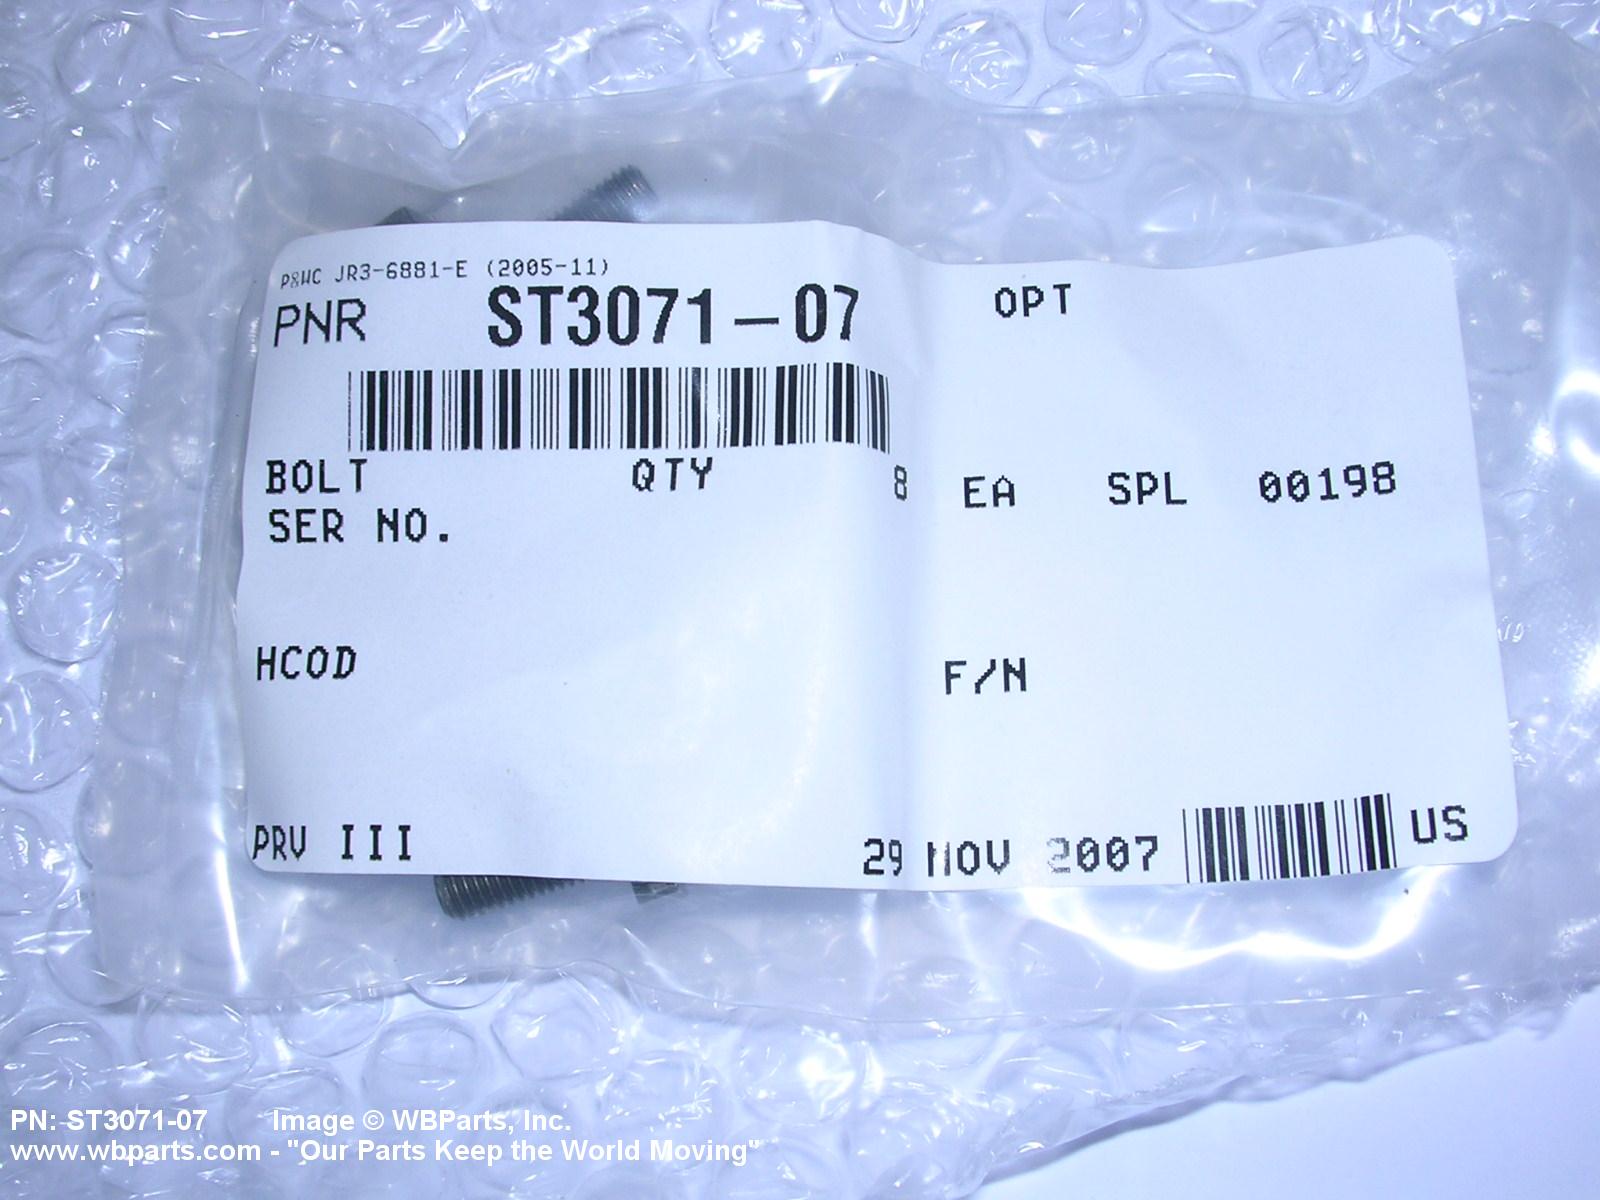 P&WC JR3-6881-E (2005-11)
PNR ST3071-07 OPT
BOLT QTY 8 EA SPL 00198
SER NO.
HCOD F/N
PRV III 29 NOV 2007 US
PN: ST3071-07 Image © WBParts, Inc.
www.wbparts.com - "Our Parts Keep the World Moving"